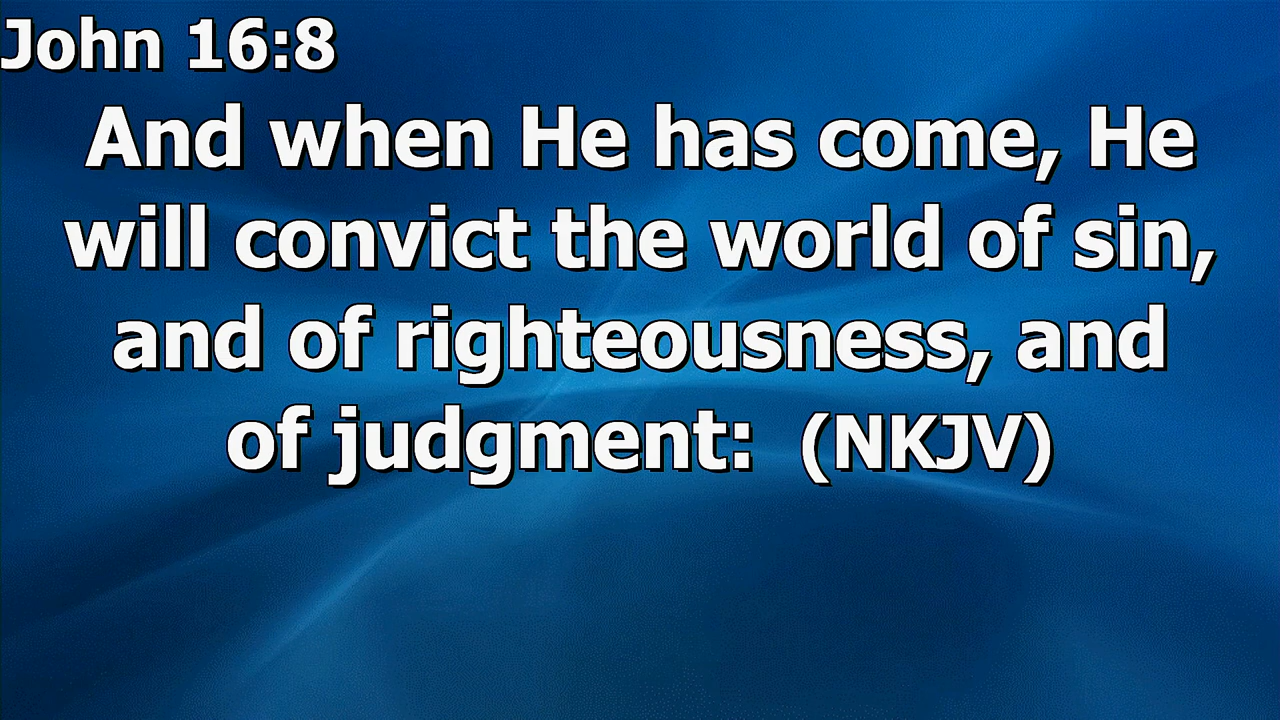 John 16:8
And when He has come, He
will convict the world of sin,
and of righteousness, and
of judgment:  (NKJV)